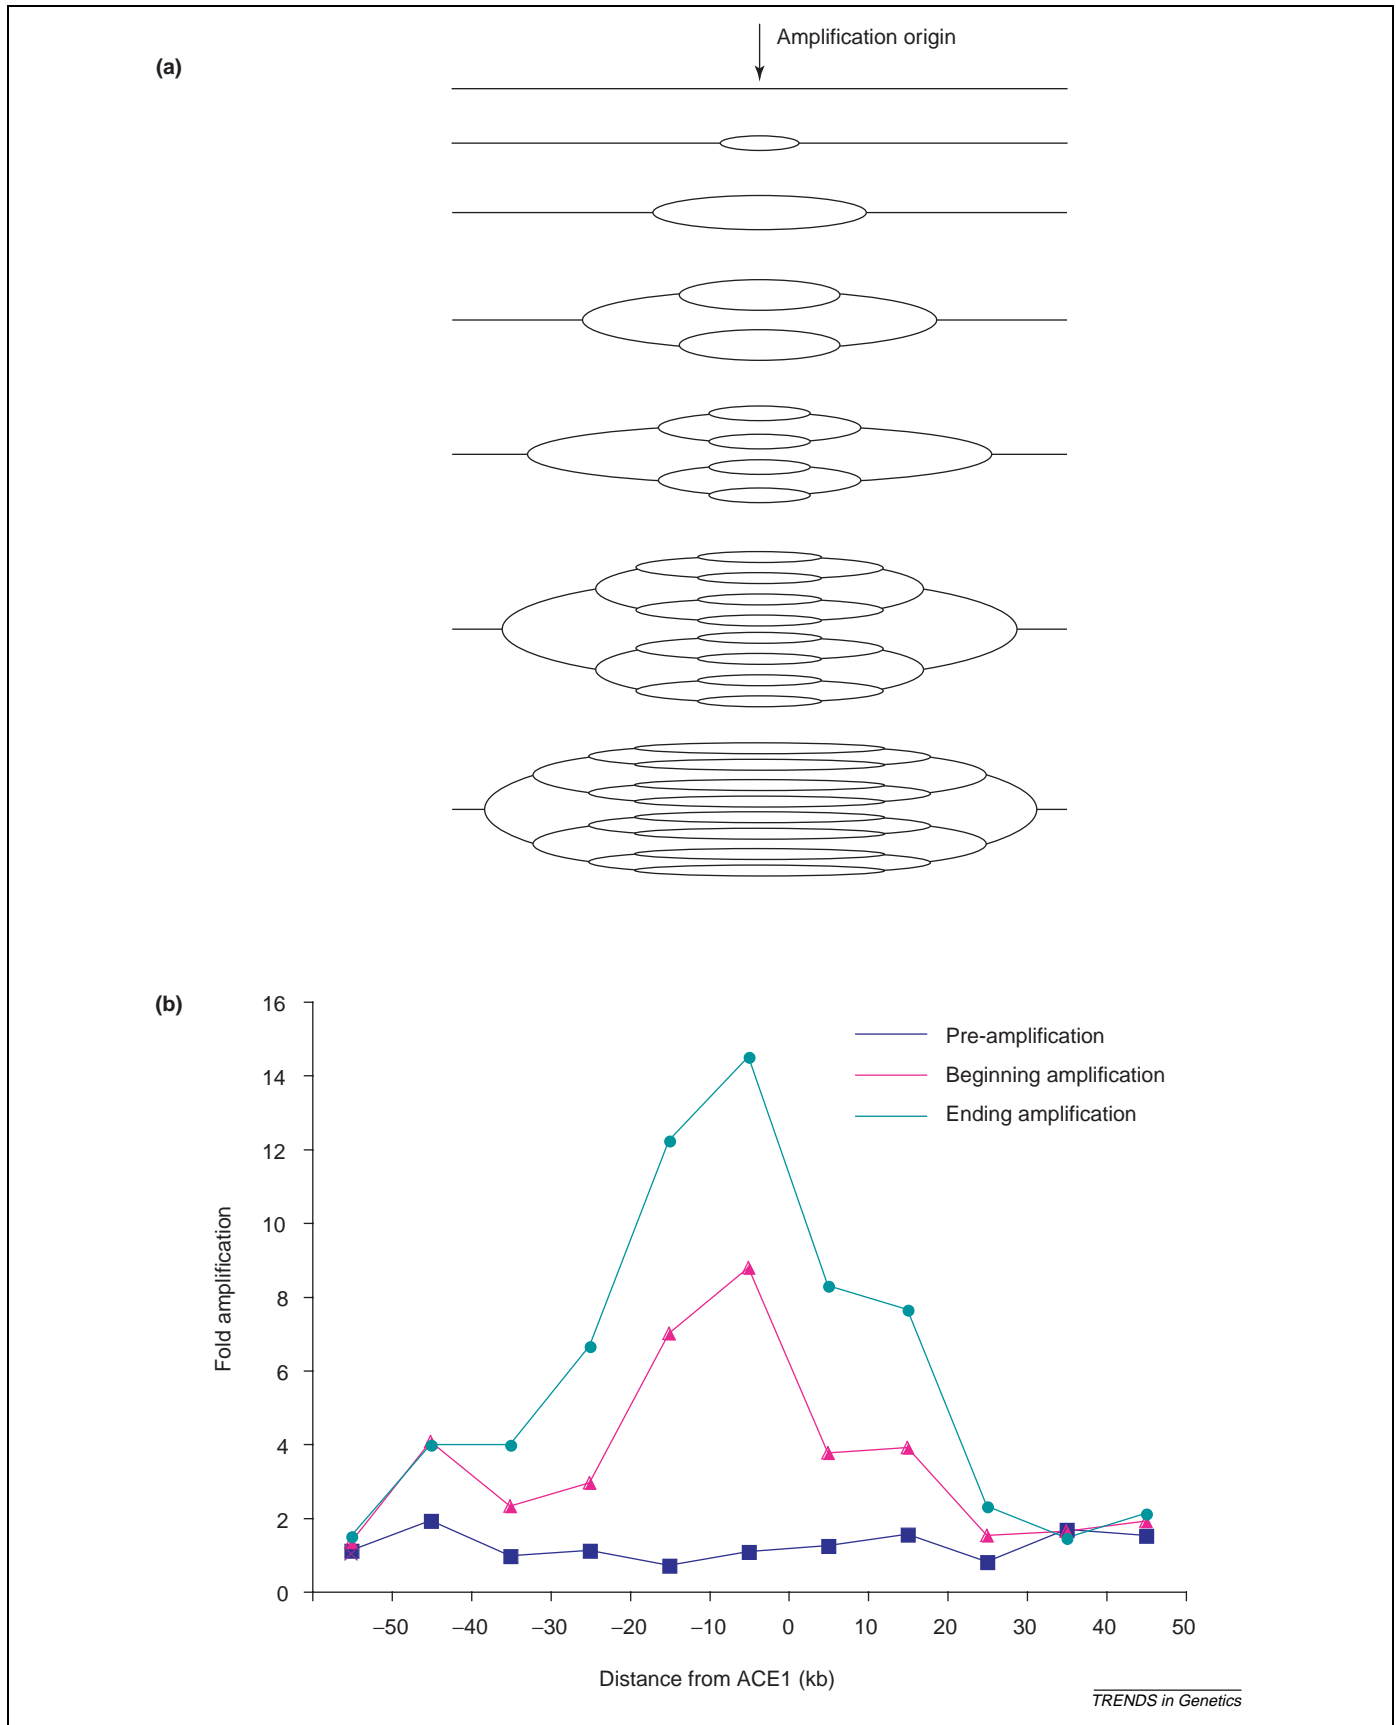 Amplification origin
(a)
(b)
16
14
12
10
8
6
4
2
0
Fold amplification
Pre-amplification
Beginning amplification
Ending amplification
–50 –40 –30 –20 –10 0 10 20 30 40 50
Distance from ACE1 (kb)
TRENDS in Genetics